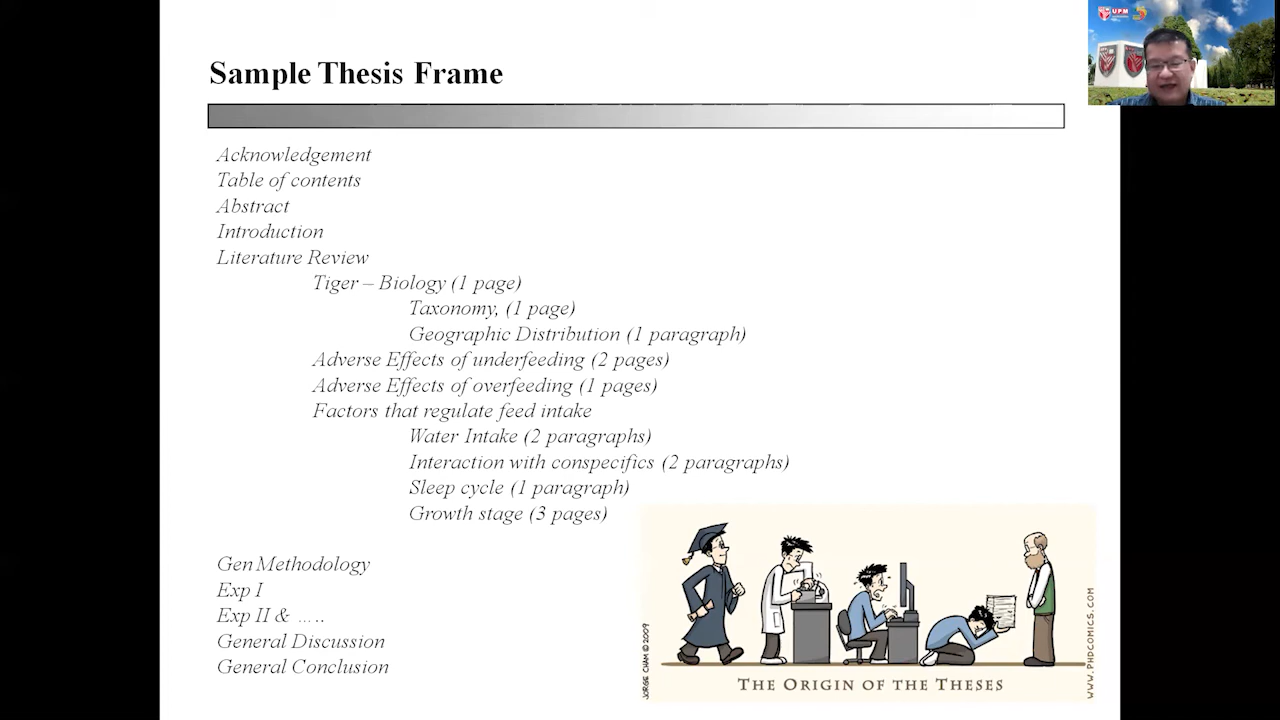 Sample Thesis Frame
UPM
Acknowledgement
Table of contents
Abstract
Introduction
Literature Review
Tiger – Biology (1 page)
Taxonomy, (1 page)
Geographic Distribution (1 paragraph)
Adverse Effects of underfeeding (2 pages)
Adverse Effects of overfeeding (1 pages)
Factors that regulate feed intake
Water Intake (2 paragraphs)
Interaction with conspecifics (2 paragraphs)
Sleep cycle (1 paragraph)
Growth stage (3 pages)
Gen Methodology
Exp I
Exp II & …..
General Discussion
General Conclusion
JORGE CHAM © 2009
THE ORIGIN OF THE THESES
WWW.PHDCOMICS.COM